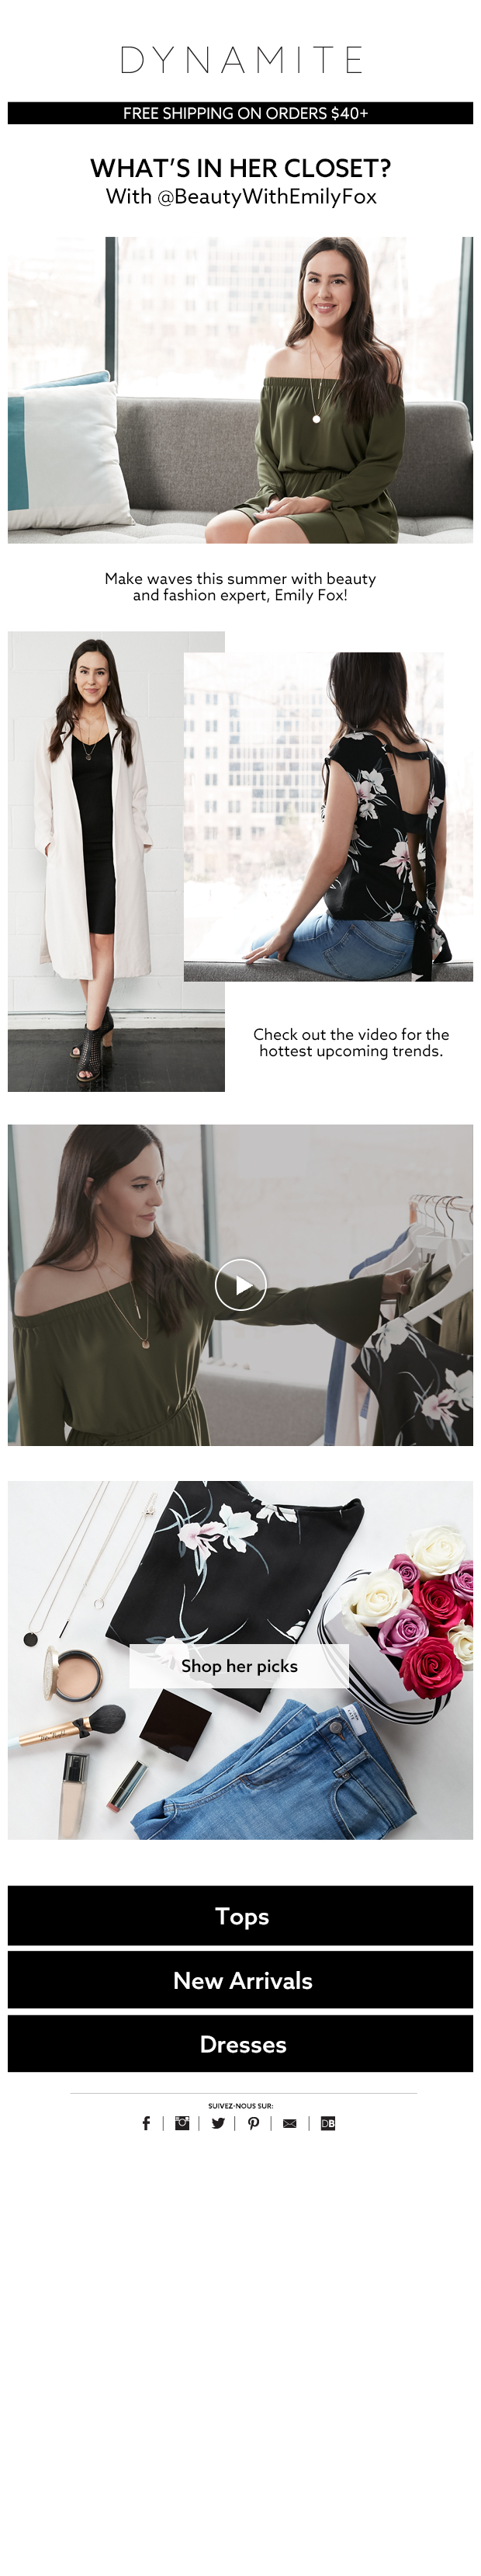 DYNAMITE
FREE SHIPPING ON ORDERS $40+
WHAT'S IN HER CLOSET?
With @BeautyWithEmilyFox
Make waves this summer with beauty
and fashion expert, Emily Fox!
Check out the video for the
hottest upcoming trends.
Shop her picks
Tops
New Arrivals
Dresses
SUIVEZ-NOUS SUR:
DB